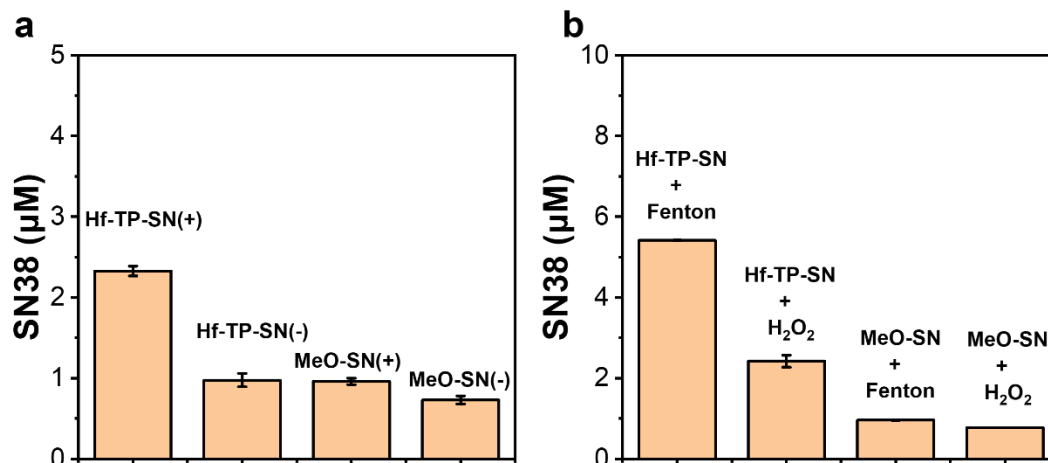 a
SN38 (μM)
5
4
3
2
1
0
Hf-TP-SN(+)
Hf-TP-SN(-)
MeO-SN(+)
MeO-SN(-)
b
SN38 (μM)
10
8
6
4
2
0
Hf-TP-SN
+
Fenton
Hf-TP-SN
+
H₂O₂
MeO-SN
+
Fenton
MeO-SN
+
H₂O₂